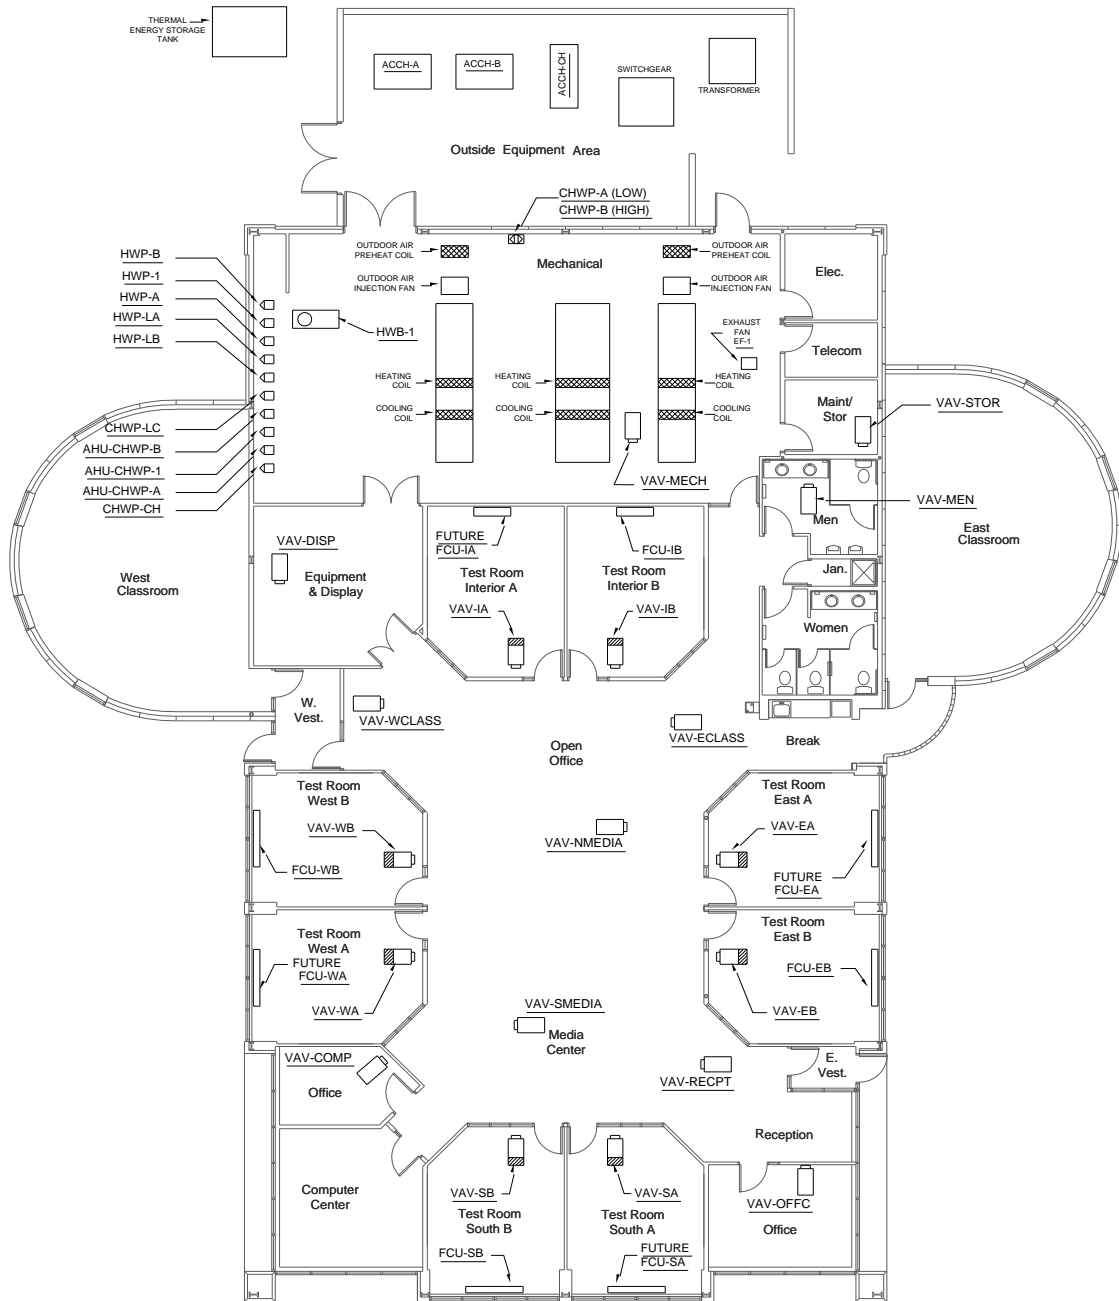 THERMAL
ENERGY STORAGE
TANK
ACCH-A
ACCH-B
ACCH-CH
SWITCHGEAR
TRANSFORMER
Outside Equipment Area
CHWP-A (LOW)
CHWP-B (HIGH)
OUTDOOR AIR
PREHEAT COIL
OUTDOOR AIR
PREHEAT COIL
Mechanical
Elec.
HWP-B
HWP-1
HWP-A
HWP-LA
HWP-LB
OUTDOOR AIR
INJECTION FAN
OUTDOOR AIR
INJECTION FAN
HWB-1
EXHAUST
FAN
EF-1
Telecom
HEATING
COIL
HEATING
COIL
HEATING
COIL
COOLING
COIL
COOLING
COIL
COOLING
COIL
Maint/
Stor
VAV-STOR
CHWP-LC
AHU-CHWP-B
AHU-CHWP-1
AHU-CHWP-A
CHWP-CH
VAV-MECH
VAV-MEN
Men
East
Classroom
VAV-DISP
FUTURE
FCU-IA
FCU-IB
West
Classroom
Equipment
& Display
Test Room
Interior A
Test Room
Interior B
Jan.
VAV-IA
VAV-IB
Women
W.
Vest.
VAV-WCLASS
VAV-ECLASS
Open
Office
Break
Test Room
West B
Test Room
East A
VAV-WB
VAV-NMEDIA
VAV-EA
FCU-WB
FUTURE
FCU-EA
Test Room
West A
Test Room
East B
FUTURE
FCU-WA
FCU-EB
VAV-WA
VAV-SMEDIA
VAV-EB
Media
Center
VAV-COMP
VAV-RECPT
E.
Vest.
Office
Reception
Computer
Center
VAV-SB
VAV-SA
VAV-OFFC
Test Room
South B
Test Room
South A
Office
FCU-SB
FUTURE
FCU-SA